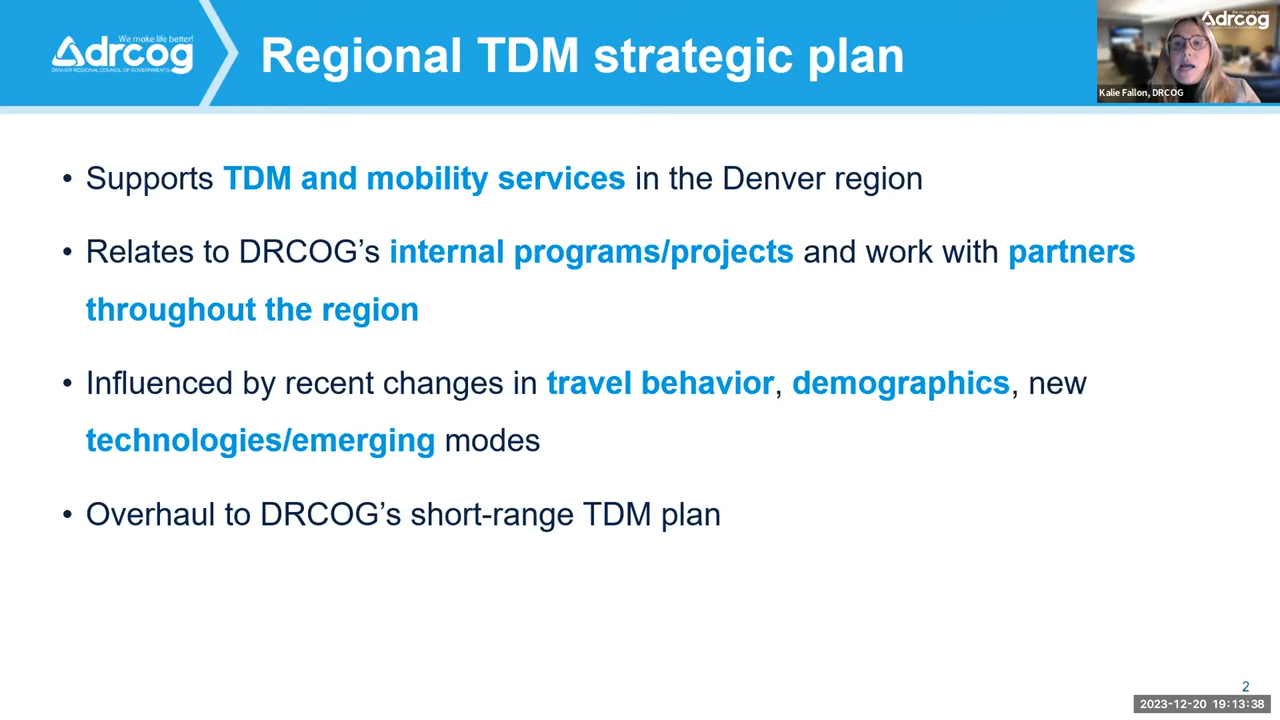 We make life better!
drcog
DENVER REGIONAL COUNCIL OF GOVERNMENTS
Regional TDM strategic plan
We make life better!
drcog
Kalie Fallon, DRCOG
• Supports TDM and mobility services in the Denver region
• Relates to DRCOG’s internal programs/projects and work with partners
throughout the region
• Influenced by recent changes in travel behavior, demographics, new
technologies/emerging modes
• Overhaul to DRCOG’s short-range TDM plan
2
2023-12-20 19:13:38